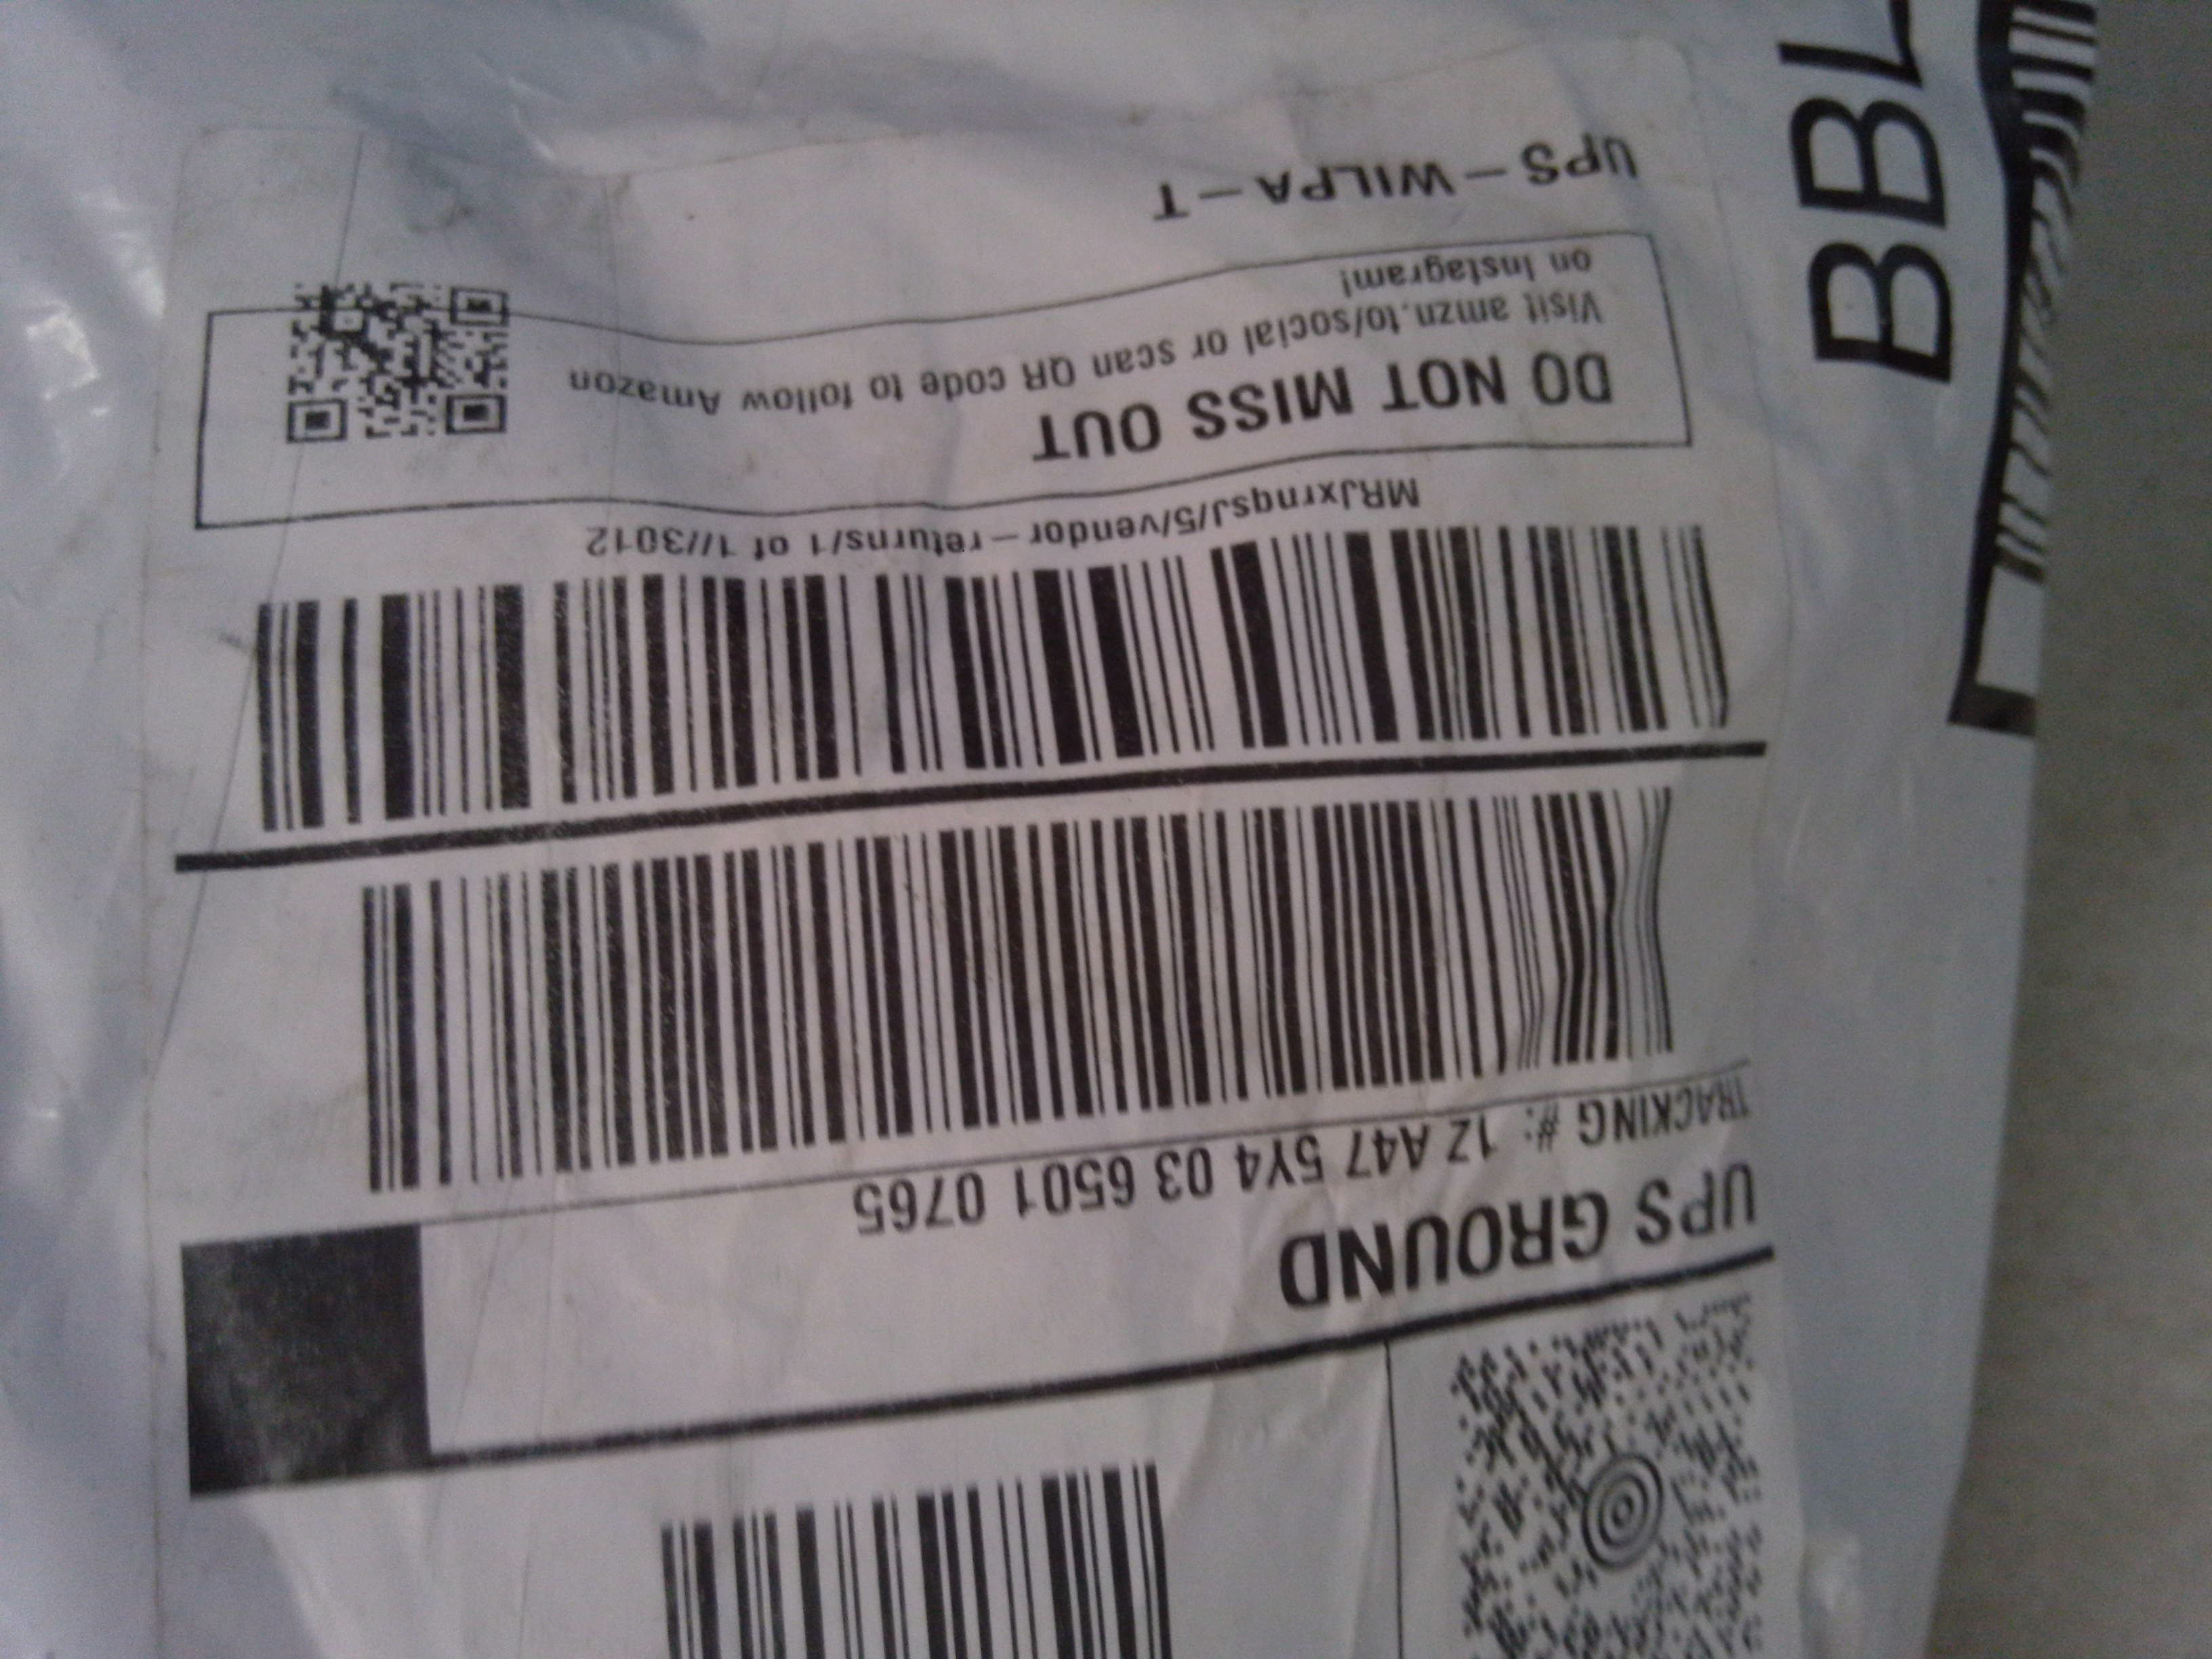 UPS GROUND
TRACKING #: 1Z A47 5Y4 03 6501 0765
MRJxrnqsJ/5/vendor-returns/1 of 1//3012
DO NOT MISS OUT
Visit amzn.to/social or scan QR code to follow Amazon
on Instagram!
UPS-WILPA-T
BBL